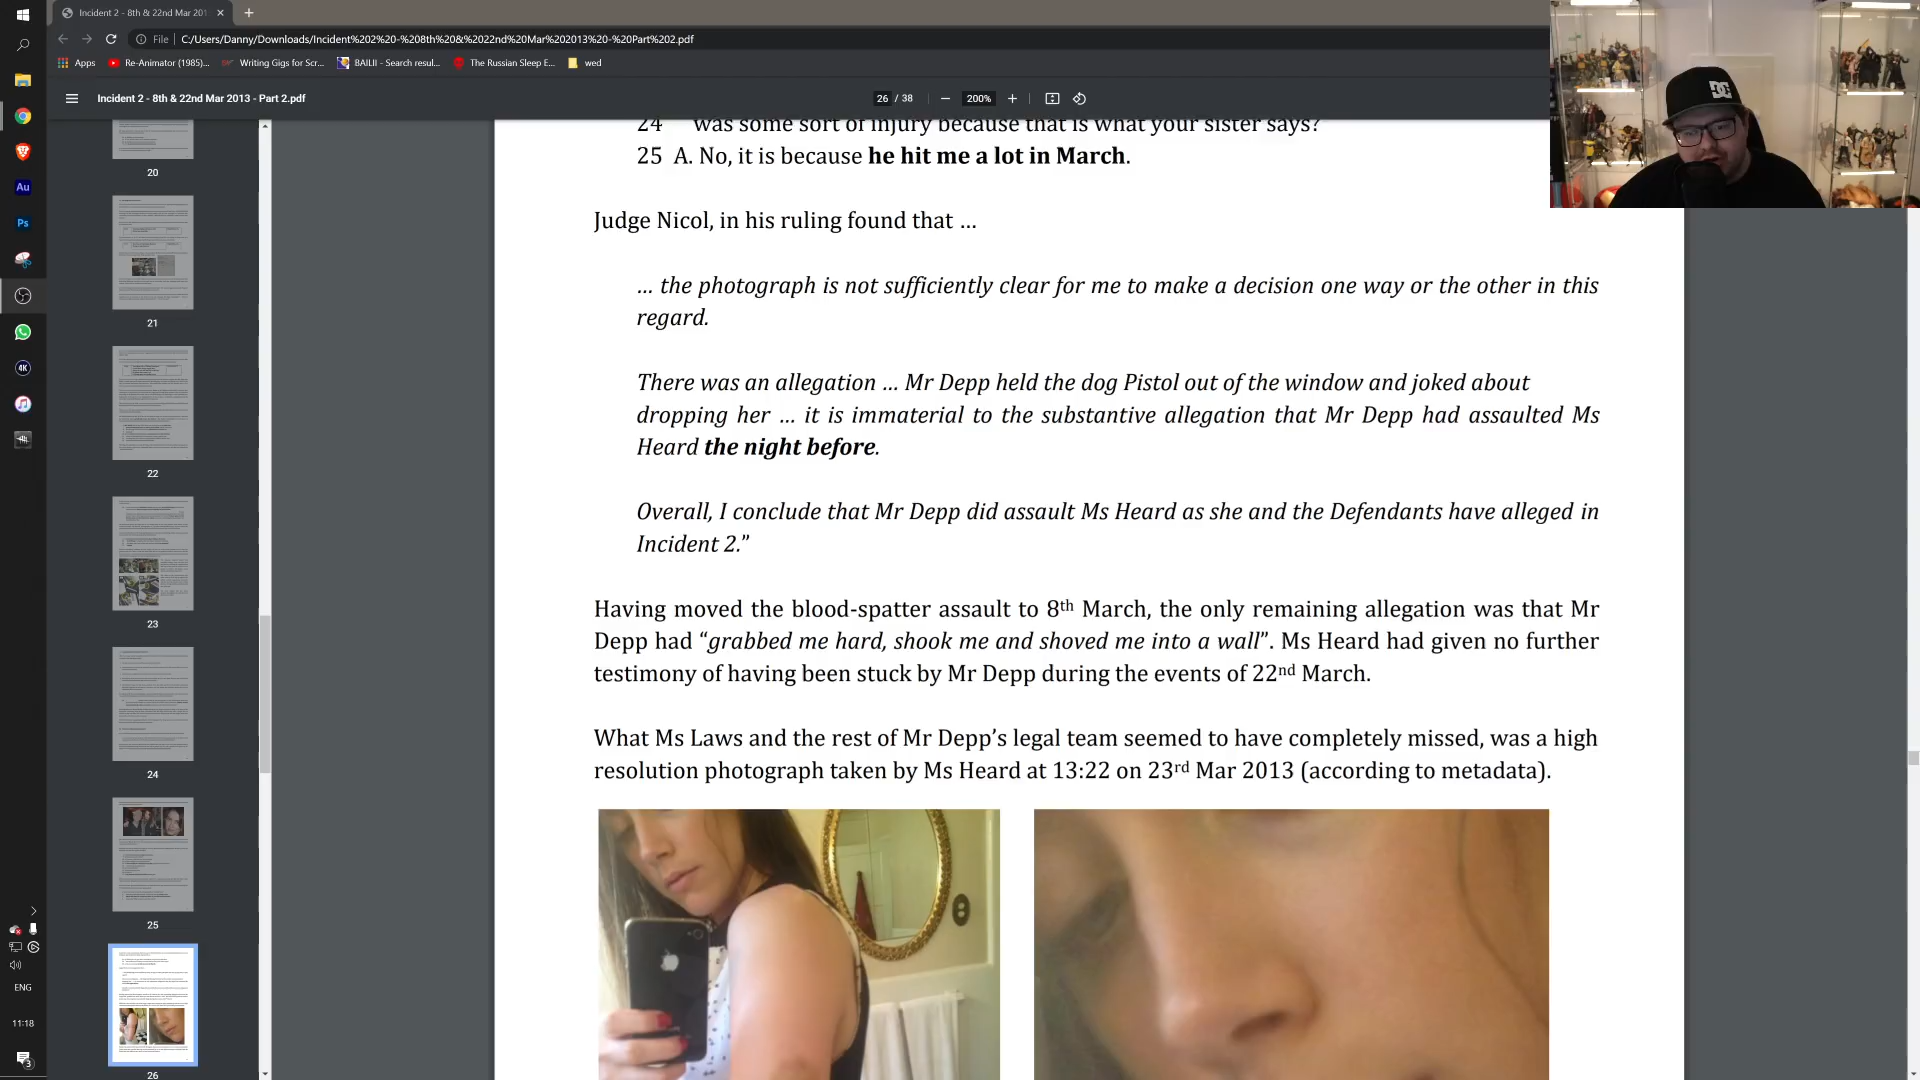 Incident 2 - 8th & 22nd Mar 201
File
C:/Users/Danny/Downloads/Incident%202%20-%208th%20&%2022nd%20Mar%202013%20-%20Part%202.pdf
Apps
Re-Animator (1985)...
Writing Gigs for Scr...
BAILII - Search resul...
The Russian Sleep E...
wed
Incident 2 - 8th & 22nd Mar 2013 - Part 2.pdf
26 / 38
200%
24 was some sort of injury because that is what your sister says?
25 A. No, it is because he hit me a lot in March.
Judge Nicol, in his ruling found that …
… the photograph is not sufficiently clear for me to make a decision one way or the other in this
regard.
There was an allegation … Mr Depp held the dog Pistol out of the window and joked about
dropping her … it is immaterial to the substantive allegation that Mr Depp had assaulted Ms
Heard the night before.
Overall, I conclude that Mr Depp did assault Ms Heard as she and the Defendants have alleged in
Incident 2.”
Having moved the blood-spatter assault to 8th March, the only remaining allegation was that Mr
Depp had “grabbed me hard, shook me and shoved me into a wall”. Ms Heard had given no further
testimony of having been stuck by Mr Depp during the events of 22nd March.
What Ms Laws and the rest of Mr Depp’s legal team seemed to have completely missed, was a high
resolution photograph taken by Ms Heard at 13:22 on 23rd Mar 2013 (according to metadata).
20
21
22
23
24
25
26
Au
Ps
4K
ENG
11:18
3
DC